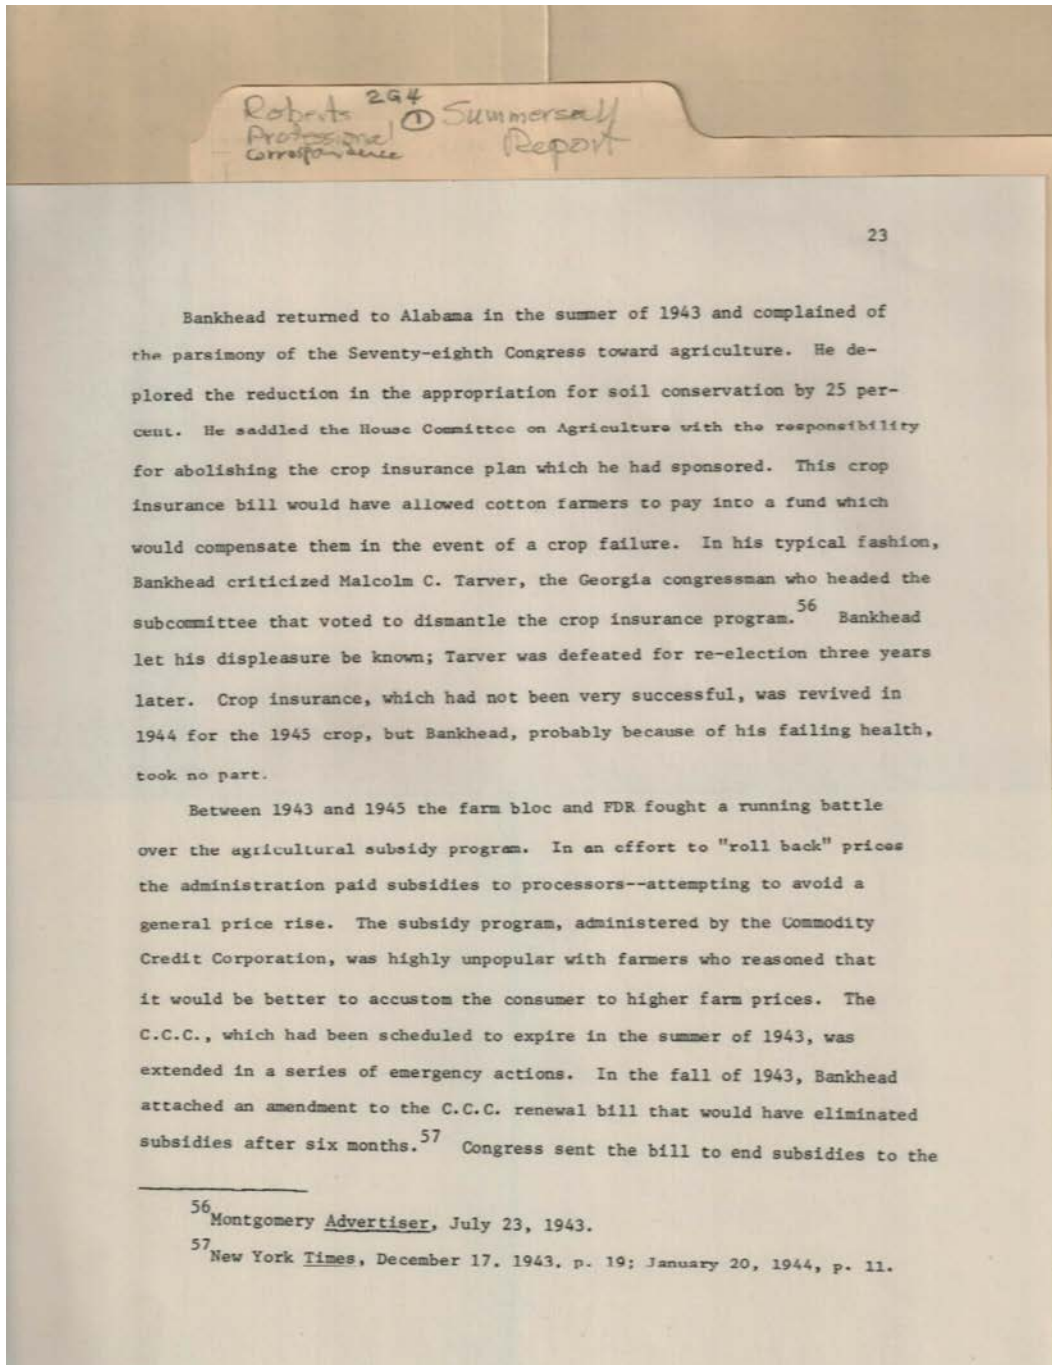 Roberts 2G4 ① Summersell
Professional Report
Correspondence
23
Bankhead returned to Alabama in the summer of 1943 and complained of
the parsimony of the Seventy-eighth Congress toward agriculture. He de-
plored the reduction in the appropriation for soil conservation by 25 per-
cent. He saddled the House Committee on Agriculture with the responsibility
for abolishing the crop insurance plan which he had sponsored. This crop
insurance bill would have allowed cotton farmers to pay into a fund which
would compensate them in the event of a crop failure. In his typical fashion,
Bankhead criticized Malcolm C. Tarver, the Georgia congressman who headed the
subcommittee that voted to dismantle the crop insurance program.56 Bankhead
let his displeasure be known; Tarver was defeated for re-election three years
later. Crop insurance, which had not been very successful, was revived in
1944 for the 1945 crop, but Bankhead, probably because of his failing health,
took no part.
Between 1943 and 1945 the farm bloc and FDR fought a running battle
over the agricultural subsidy program. In an effort to "roll back" prices
the administration paid subsidies to processors--attempting to avoid a
general price rise. The subsidy program, administered by the Commodity
Credit Corporation, was highly unpopular with farmers who reasoned that
it would be better to accustom the consumer to higher farm prices. The
C.C.C., which had been scheduled to expire in the summer of 1943, was
extended in a series of emergency actions. In the fall of 1943, Bankhead
attached an amendment to the C.C.C. renewal bill that would have eliminated
subsidies after six months.57 Congress sent the bill to end subsidies to the
56Montgomery Advertiser, July 23, 1943.
57New York Times, December 17, 1943, p. 19; January 20, 1944, p. 11.